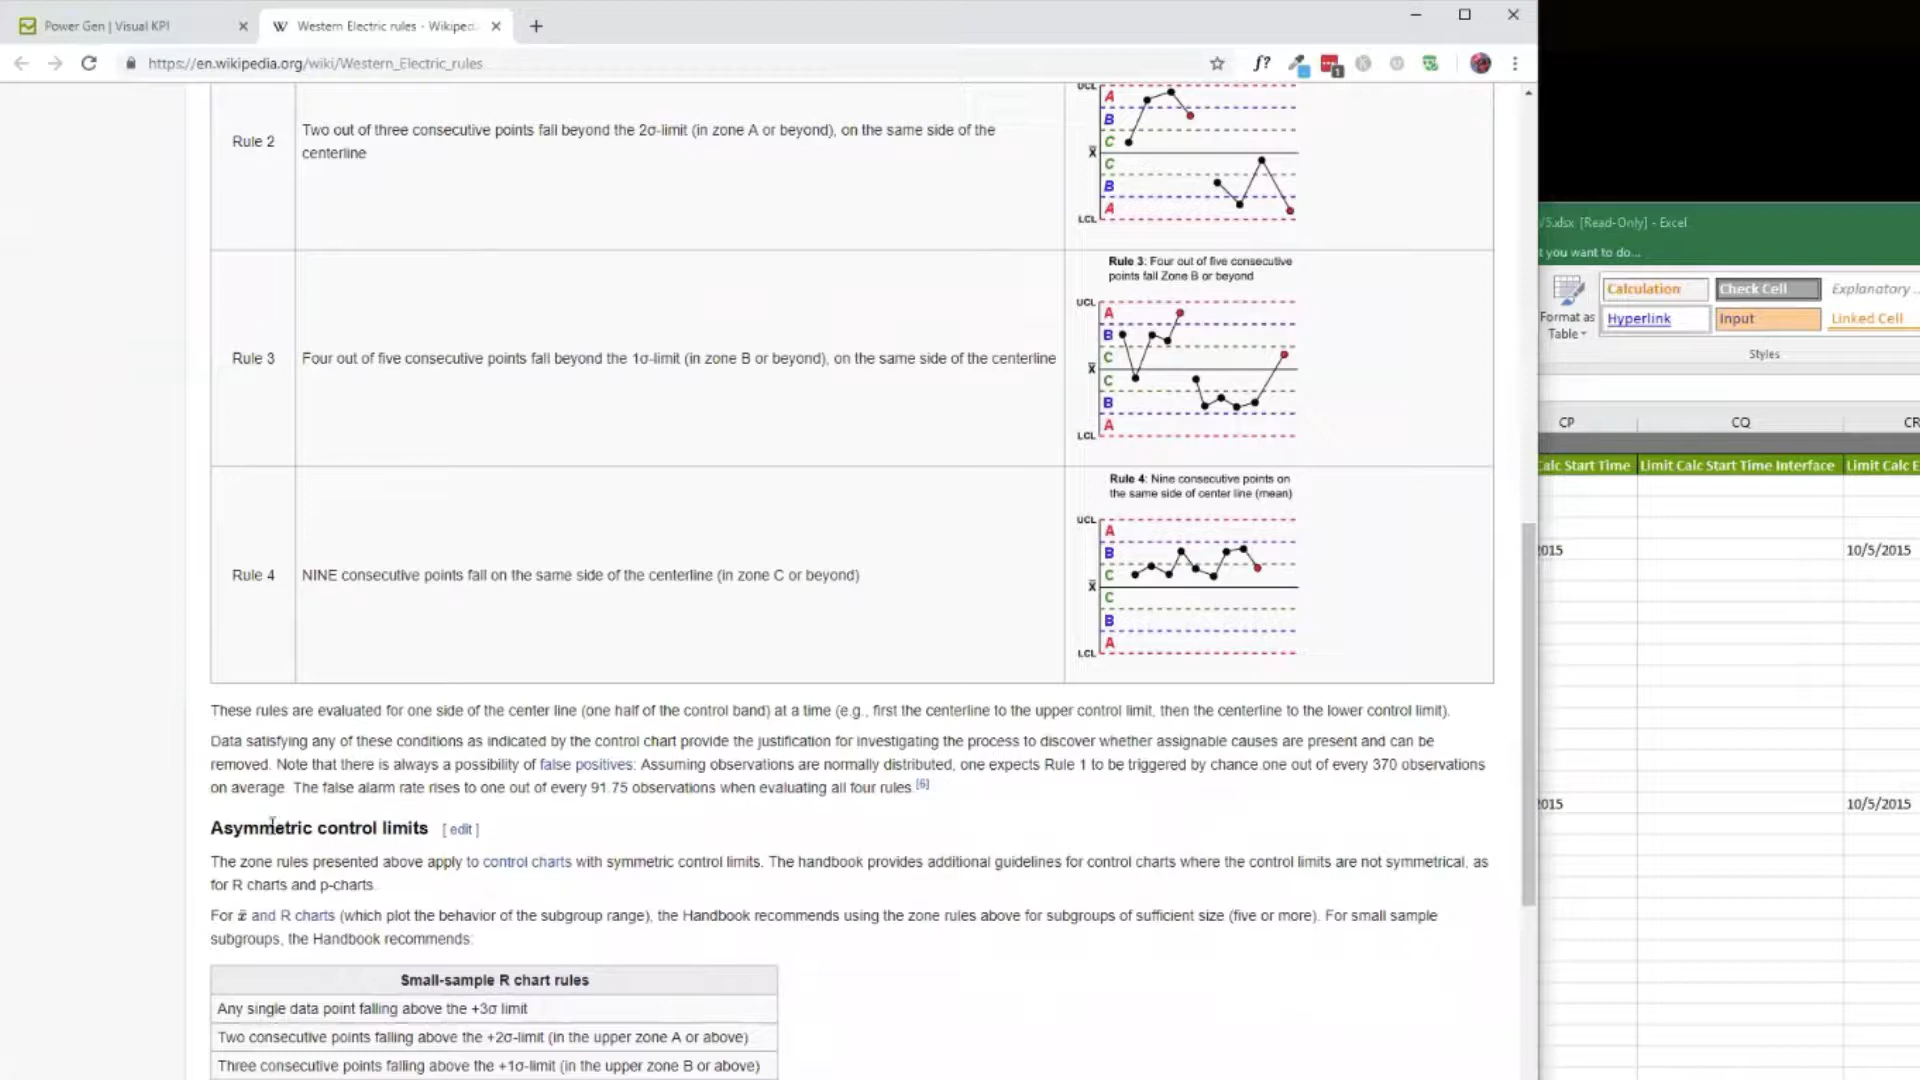 Power Gen | Visual KPI
Western Electric rules - Wikiped
https://en.wikipedia.org/wiki/Western_Electric_rules
f?
1
Rule 2
Two out of three consecutive points fall beyond the 2σ-limit (in zone A or beyond), on the same side of the
centerline
UCL
A
B
C
X̄
C
B
A
LCL
Rule 3
Four out of five consecutive points fall beyond the 1σ-limit (in zone B or beyond), on the same side of the centerline
Rule 3: Four out of five consecutive
points fall Zone B or beyond
UCL
A
B
C
X̄
C
B
A
LCL
Rule 4
NINE consecutive points fall on the same side of the centerline (in zone C or beyond)
Rule 4: Nine consecutive points on
the same side of center line (mean)
UCL
A
B
C
X̄
C
B
A
LCL
These rules are evaluated for one side of the center line (one half of the control band) at a time (e.g., first the centerline to the upper control limit, then the centerline to the lower control limit).
Data satisfying any of these conditions as indicated by the control chart provide the justification for investigating the process to discover whether assignable causes are present and can be
removed. Note that there is always a possibility of false positives: Assuming observations are normally distributed, one expects Rule 1 to be triggered by chance one out of every 370 observations
on average. The false alarm rate rises to one out of every 91.75 observations when evaluating all four rules.[6]
Asymmetric control limits [ edit ]
The zone rules presented above apply to control charts with symmetric control limits. The handbook provides additional guidelines for control charts where the control limits are not symmetrical, as
for R charts and p-charts.
For x̄ and R charts (which plot the behavior of the subgroup range), the Handbook recommends using the zone rules above for subgroups of sufficient size (five or more). For small sample
subgroups, the Handbook recommends:
Small-sample R chart rules
Any single data point falling above the +3σ limit
Two consecutive points falling above the +2σ-limit (in the upper zone A or above)
Three consecutive points falling above the +1σ-limit (in the upper zone B or above)
/5.xlsx [Read-Only] - Excel
t you want to do...
Format as
Table
Calculation
Check Cell
Explanatory ...
Hyperlink
Input
Linked Cell
Styles
CP
CQ
CR
Calc Start Time
Limit Calc Start Time Interface
Limit Calc E
2015
10/5/2015
2015
10/5/2015